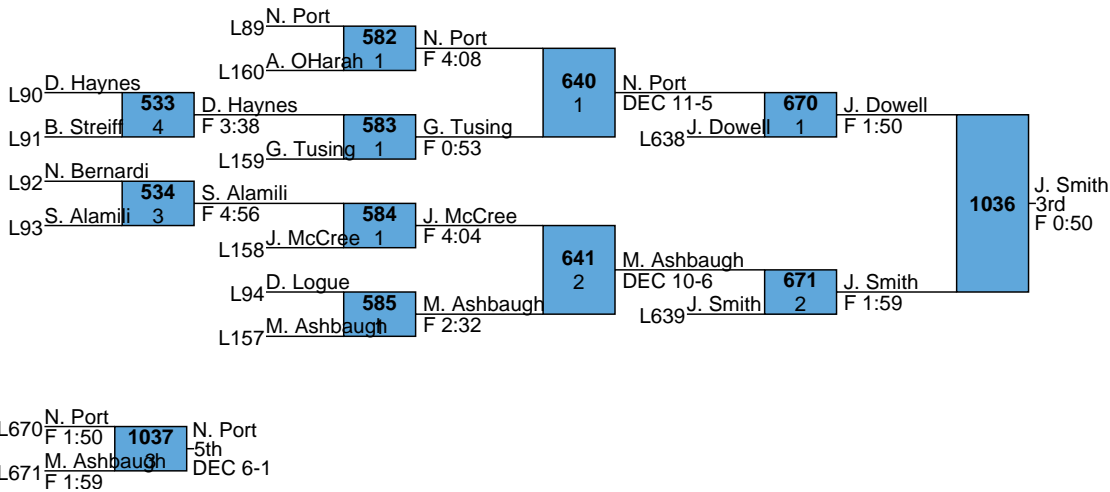 L89 N. Port
582
1
N. Port
F 4:08
L160 A. OHarah
640
1
N. Port
DEC 11-5
L90 D. Haynes
533
4
D. Haynes
F 3:38
L91 B. Streiff
583
1
G. Tusing
F 0:53
L159 G. Tusing
670
1
J. Dowell
F 1:50
L638 J. Dowell
L92 N. Bernardi
534
3
S. Alamili
F 4:56
L93 S. Alamili
584
1
J. McCree
F 4:04
L158 J. McCree
1036
J. Smith
3rd
F 0:50
641
2
M. Ashbaugh
DEC 10-6
L94 D. Logue
585
1
M. Ashbaugh
F 2:32
L157 M. Ashbaugh
671
2
J. Smith
F 1:59
L639 J. Smith
L670 N. Port
F 1:50
1037
3
N. Port
5th
DEC 6-1
L671 M. Ashbaugh
F 1:59